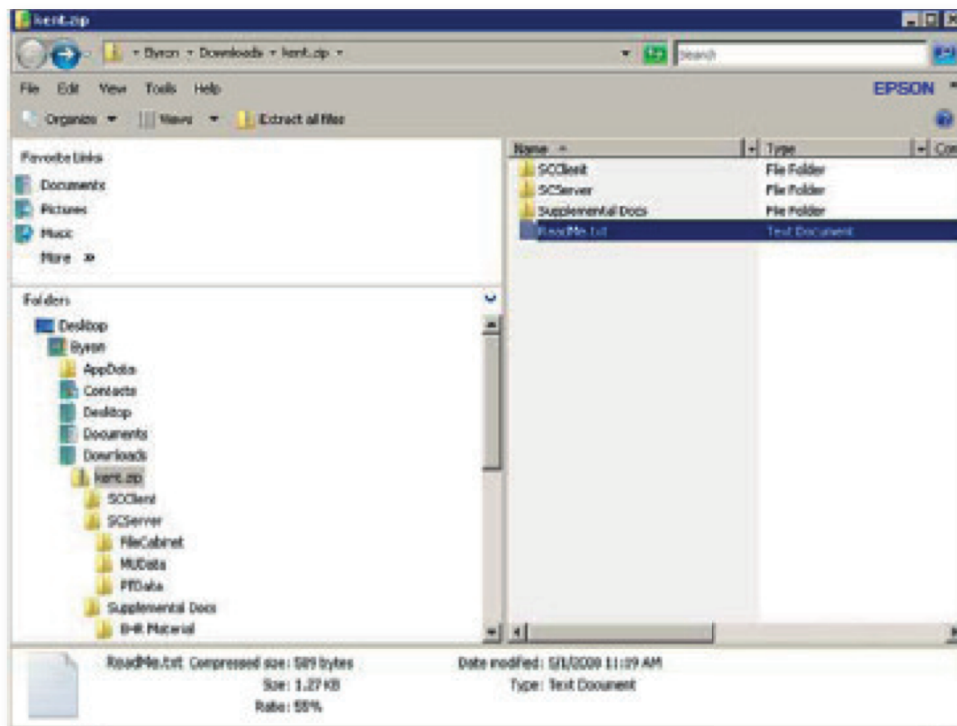 kent.zip
Byron Downloads kent.zip
Search
File Edit View Tools Help
EPSON
Organize Views Extract all files
Favorite Links
Documents
Pictures
Music
More »
Folders
Desktop
Byron
AppData
Contacts
Desktop
Documents
Downloads
kent.zip
SCClient
SCServer
FileCabinet
MUData
PTData
Supplemental Docs
Material
Name Type Com
SCClient File Folder
SCServer File Folder
Supplemental Docs File Folder
ReadMe.txt Text Document
ReadMe.txt Compressed size: 589 bytes
Size: 1.27 KB
Ratio: 55%
Date modified: 5/1/2008 11:19 AM
Type: Text Document